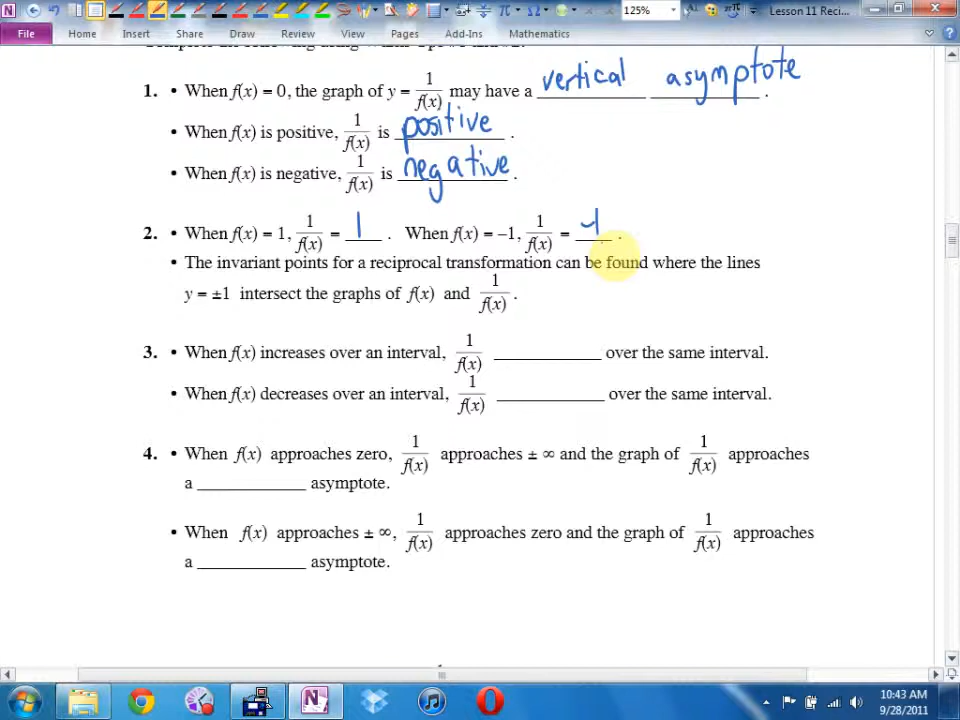 125%
Lesson 11 Reci...
File Home Insert Share Draw Review View Pages Add-Ins Mathematics
1. • When f(x) = 0, the graph of y = 1/f(x) may have a vertical asymptote.
• When f(x) is positive, 1/f(x) is positive.
• When f(x) is negative, 1/f(x) is negative.
2. • When f(x) = 1, 1/f(x) = 1. When f(x) = –1, 1/f(x) = -1.
• The invariant points for a reciprocal transformation can be found where the lines
y = ±1 intersect the graphs of f(x) and 1/f(x).
3. • When f(x) increases over an interval, 1/f(x) ____________ over the same interval.
• When f(x) decreases over an interval, 1/f(x) ____________ over the same interval.
4. • When f(x) approaches zero, 1/f(x) approaches ± ∞ and the graph of 1/f(x) approaches
a ____________ asymptote.
• When f(x) approaches ± ∞, 1/f(x) approaches zero and the graph of 1/f(x) approaches
a ____________ asymptote.
10:43 AM
9/28/2011